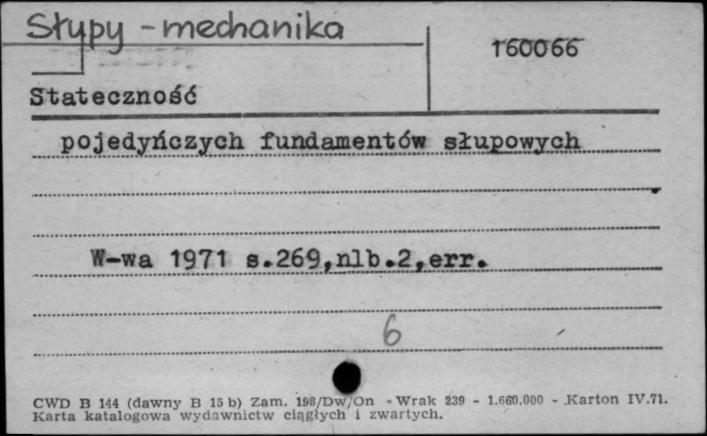 Słupy - mechanika
160066
Stateczność
pojedyńczych fundamentów słupowych
W-wa 1971 s.269,nlb.2,err.
6
CWD B 144 (dawny B 15 b) Zam. 198/Dw/On - Wrak 239 - 1.660.000 - Karton IV.71.
Karta katalogowa wydawnictw ciągłych i zwartych.